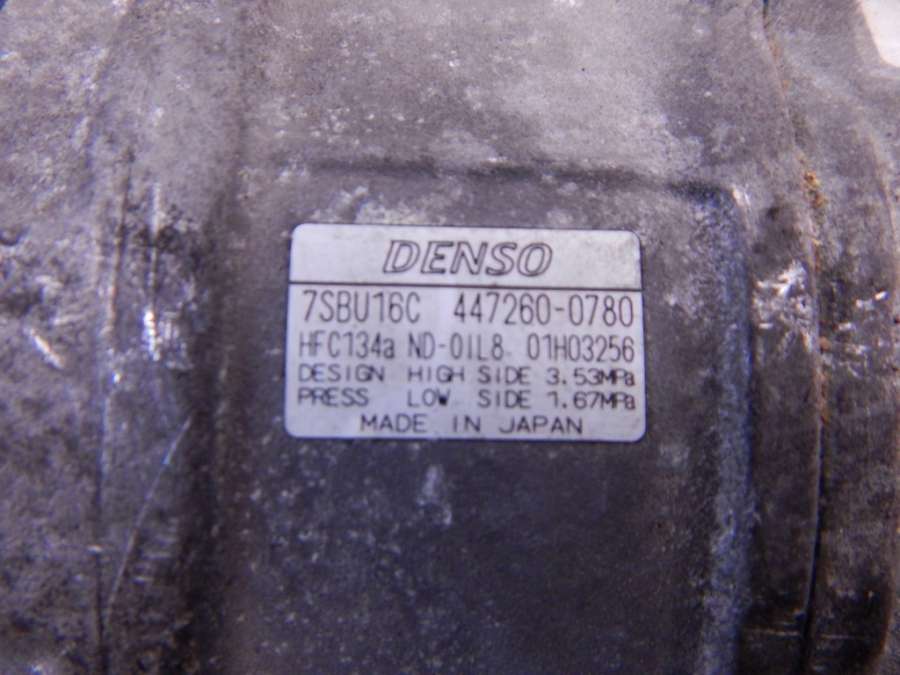 DENSO
7SBU16C 447260-0780
HFC134a ND-OIL8 01H03256
DESIGN HIGH SIDE 3.53MPa
PRESS LOW SIDE 1.67MPa
MADE IN JAPAN